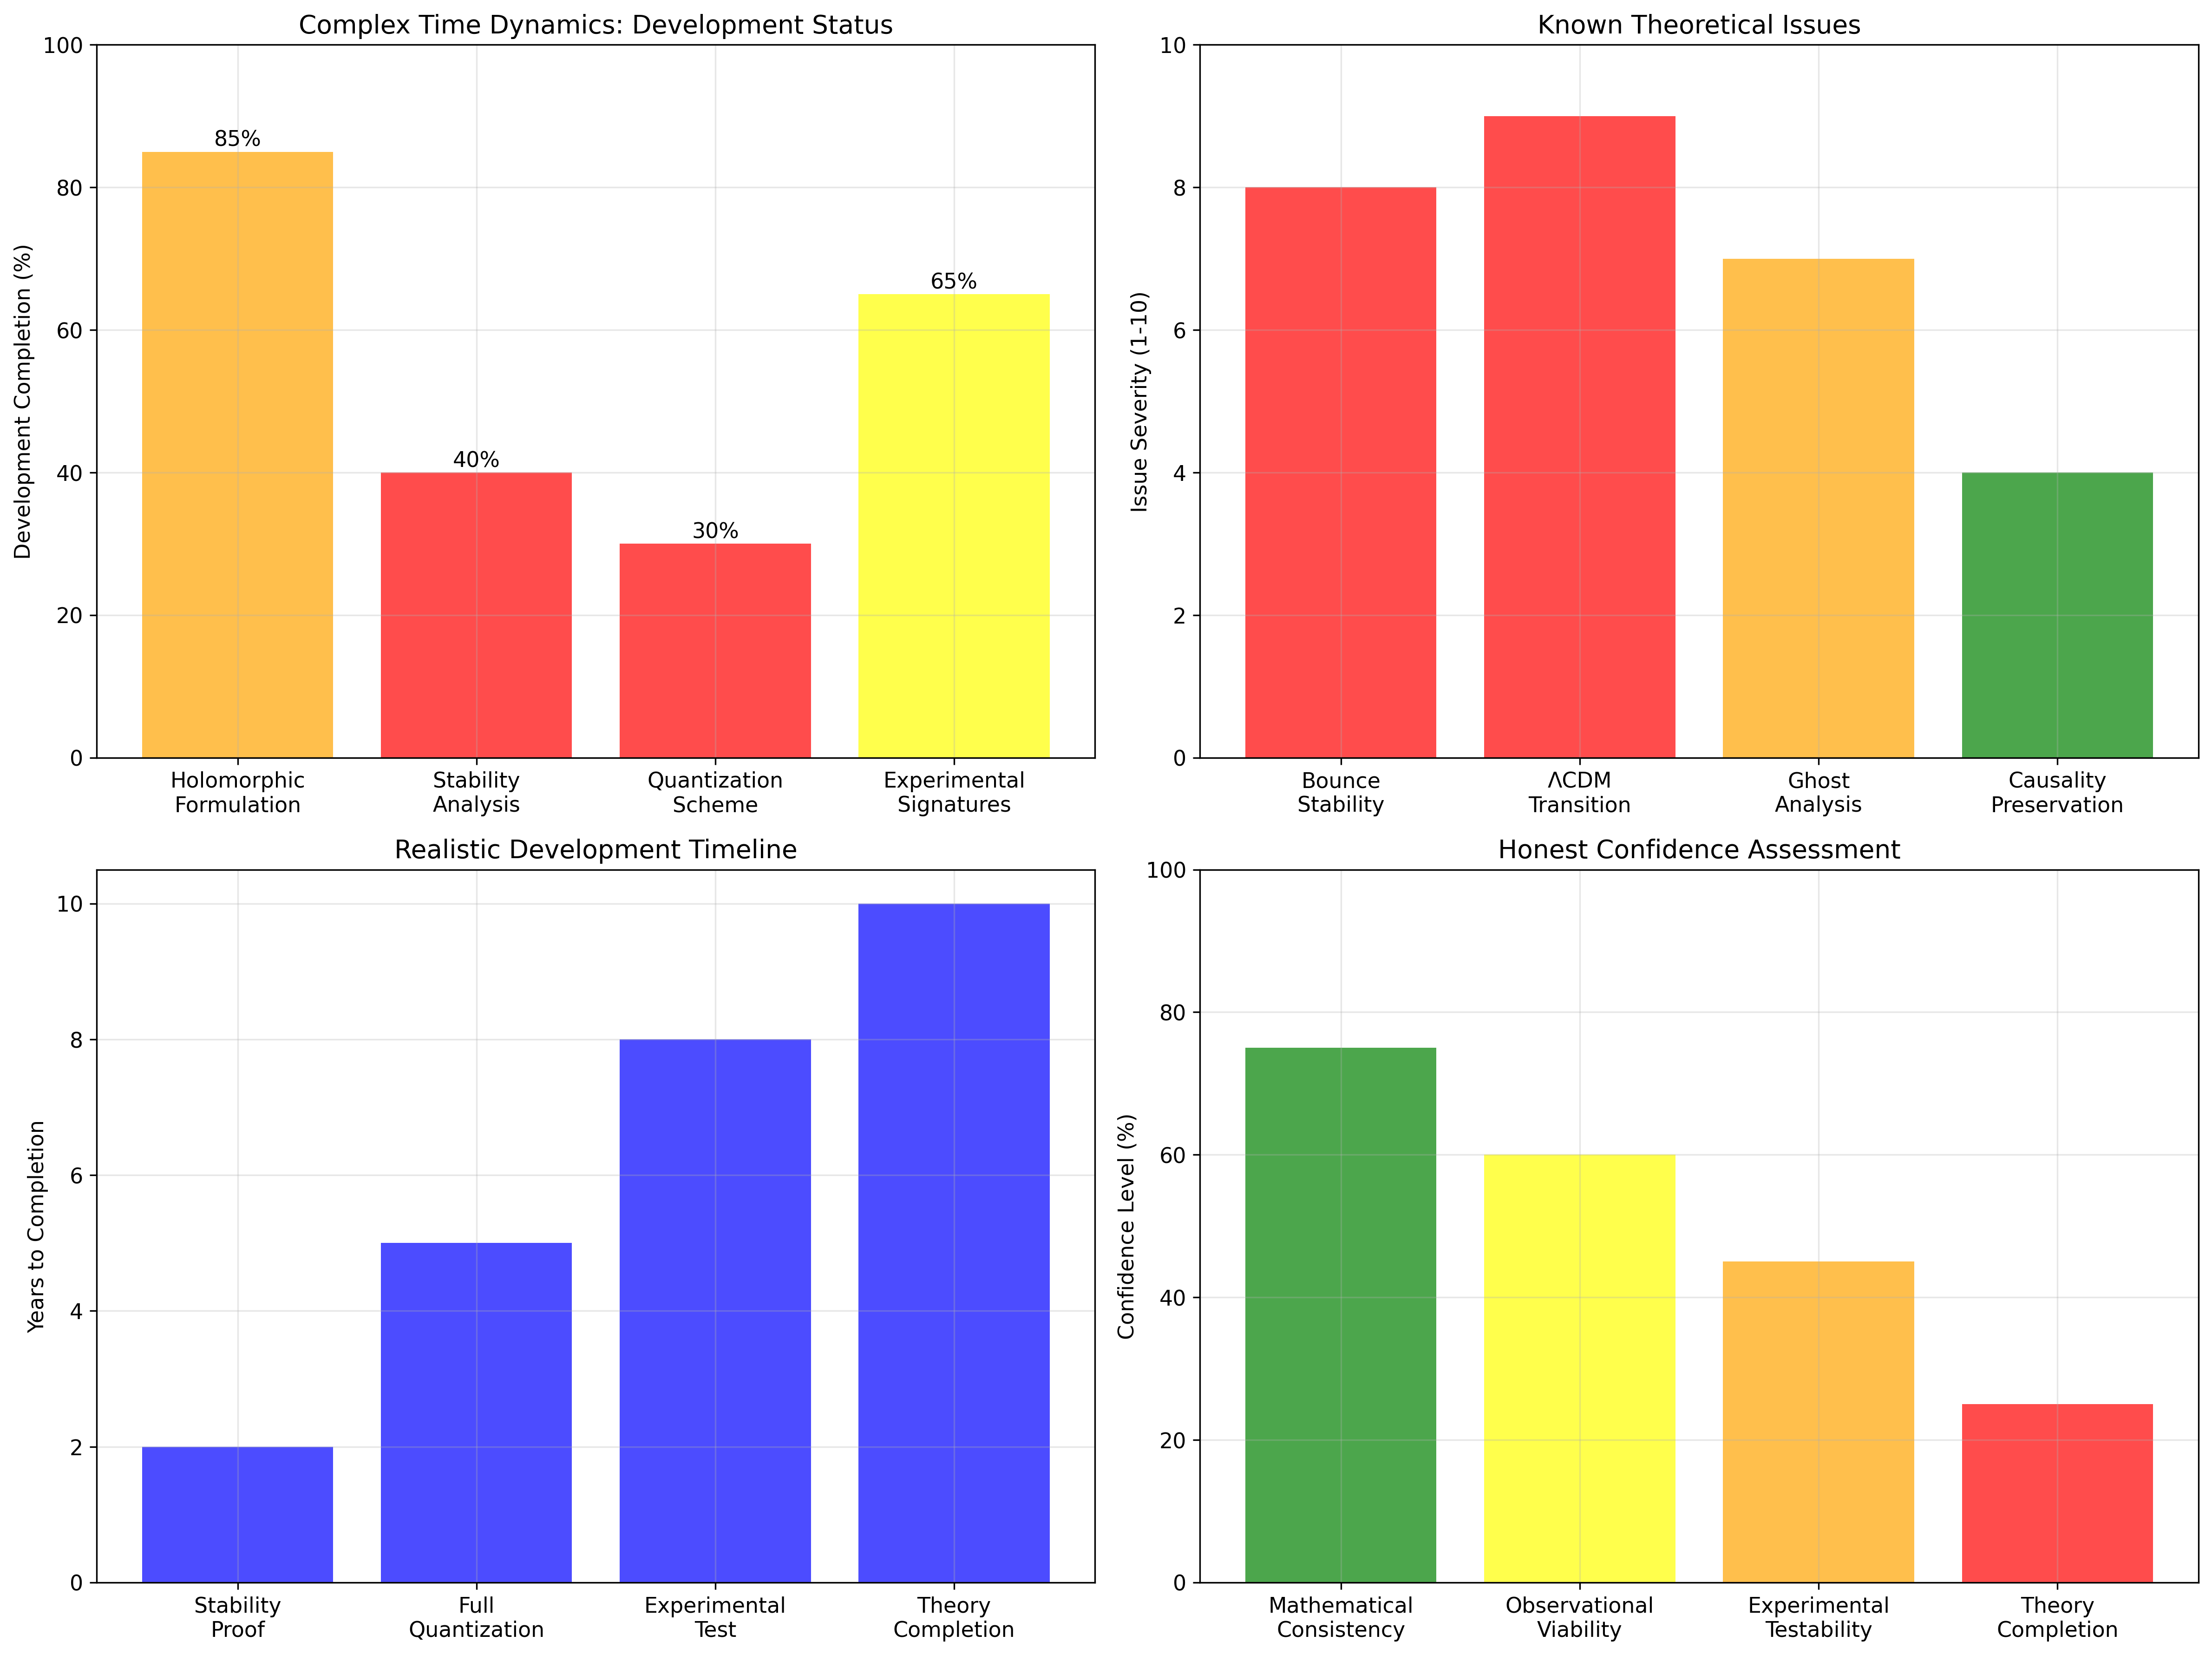 Complex Time Dynamics: Development Status
Development Completion (%)
100
80
60
40
20
0
85%
40%
30%
65%
Holomorphic
Formulation
Stability
Analysis
Quantization
Scheme
Experimental
Signatures
Known Theoretical Issues
Issue Severity (1-10)
10
8
6
4
2
0
Bounce
Stability
ΛCDM
Transition
Ghost
Analysis
Causality
Preservation
Realistic Development Timeline
Years to Completion
10
8
6
4
2
0
Stability
Proof
Full
Quantization
Experimental
Test
Theory
Completion
Honest Confidence Assessment
Confidence Level (%)
100
80
60
40
20
0
Mathematical
Consistency
Observational
Viability
Experimental
Testability
Theory
Completion